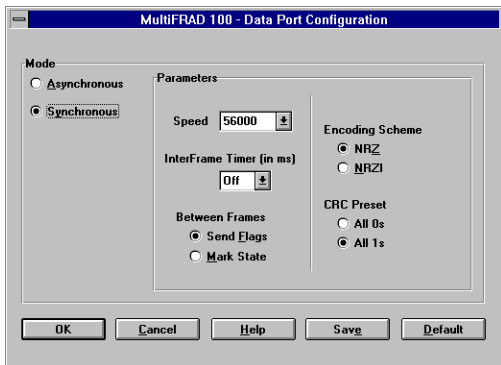 MultiFRAD 100 - Data Port Configuration
Mode
Asynchronous
Synchronous
Parameters
Speed 56000
InterFrame Timer (in ms)
Off
Between Frames
Send Flags
Mark State
Encoding Scheme
NRZ
NRZI
CRC Preset
All 0s
All 1s
OK Cancel Help Save Default